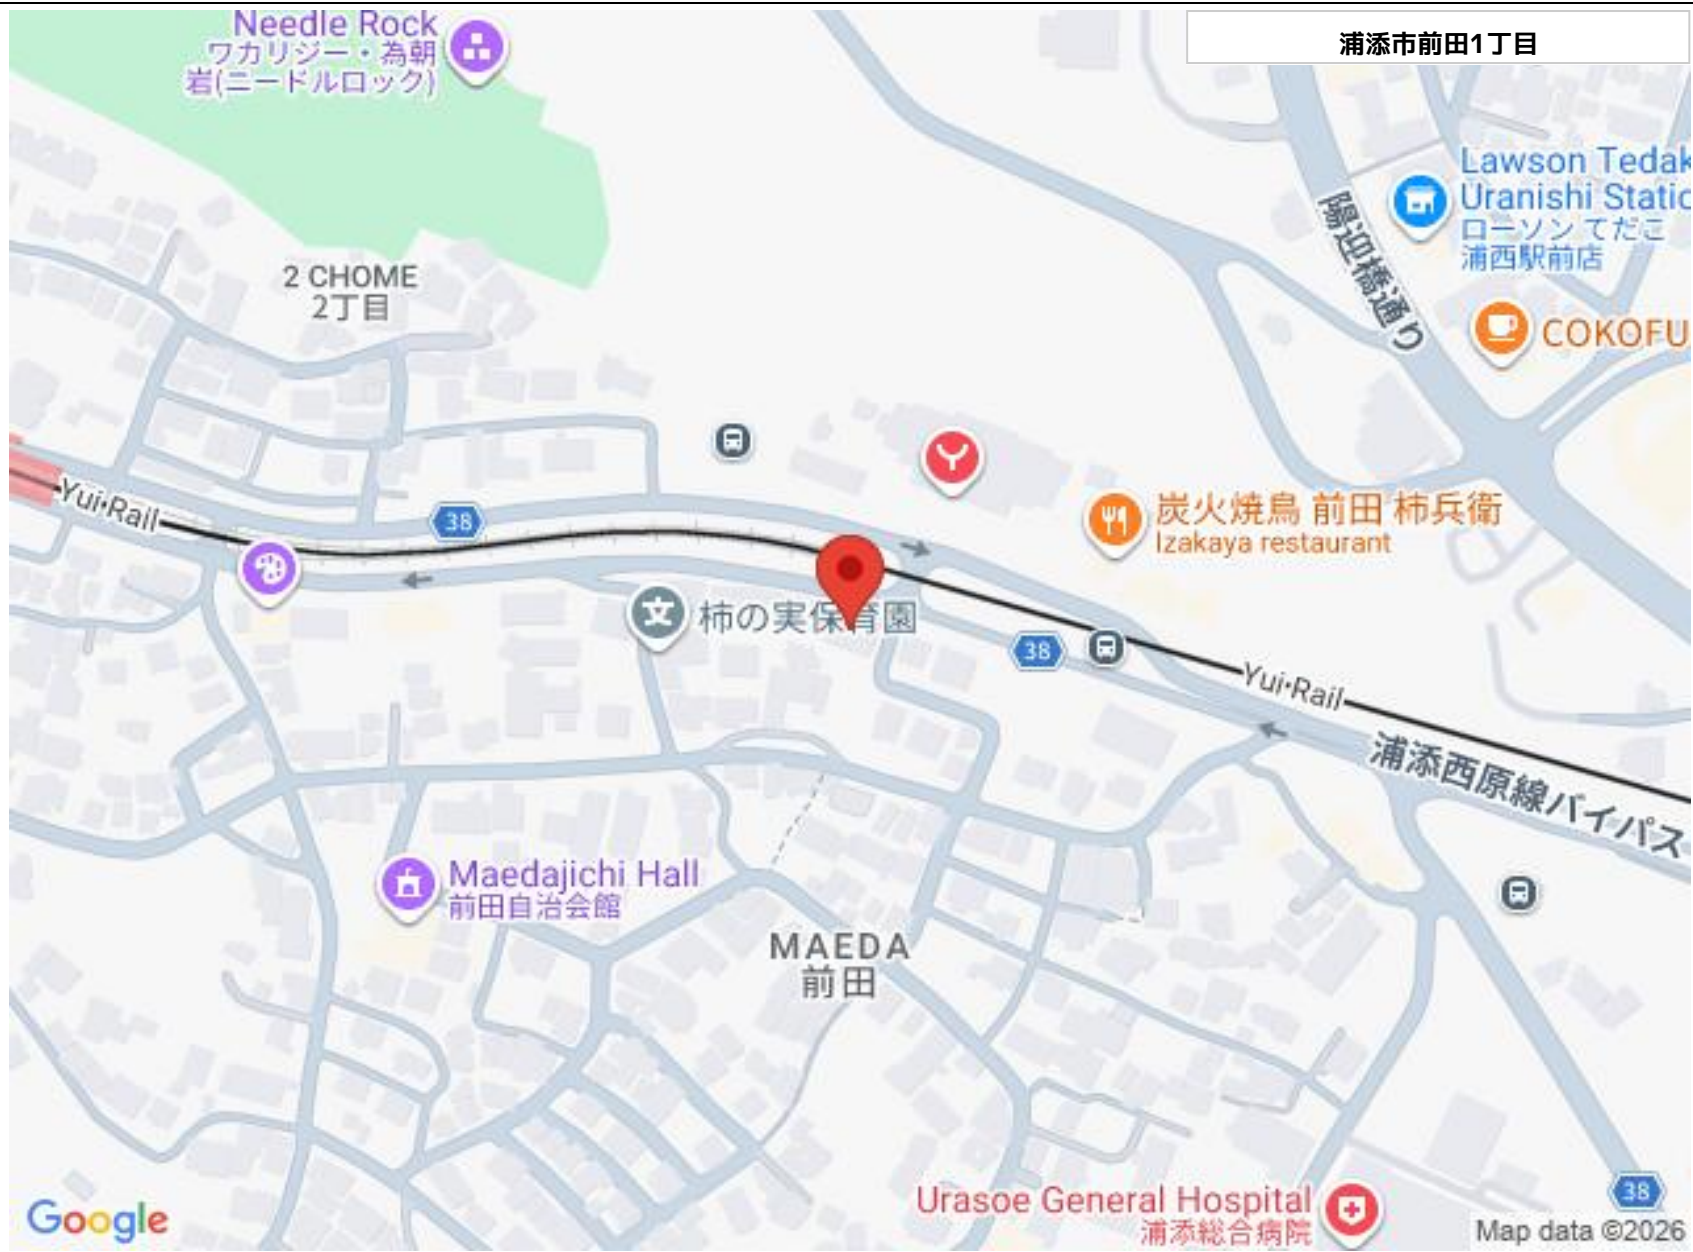 浦添市前田1丁目
Needle Rock
ワカリジー・為朝
岩(ニードルロック)
Lawson Tedak
Uranishi Statio
ローソン てだこ
浦西駅前店
陽迎橋通り
2 CHOME
2丁目
COKOFU
Yui・Rail
38
炭火焼鳥 前田 柿兵衛
Izakaya restaurant
文 柿の実保育園
38
Yui・Rail
浦添西原線バイパス
Maedajichi Hall
前田自治会館
MAEDA
前田
Urasoe General Hospital
浦添総合病院
38
Google
Map data ©2026